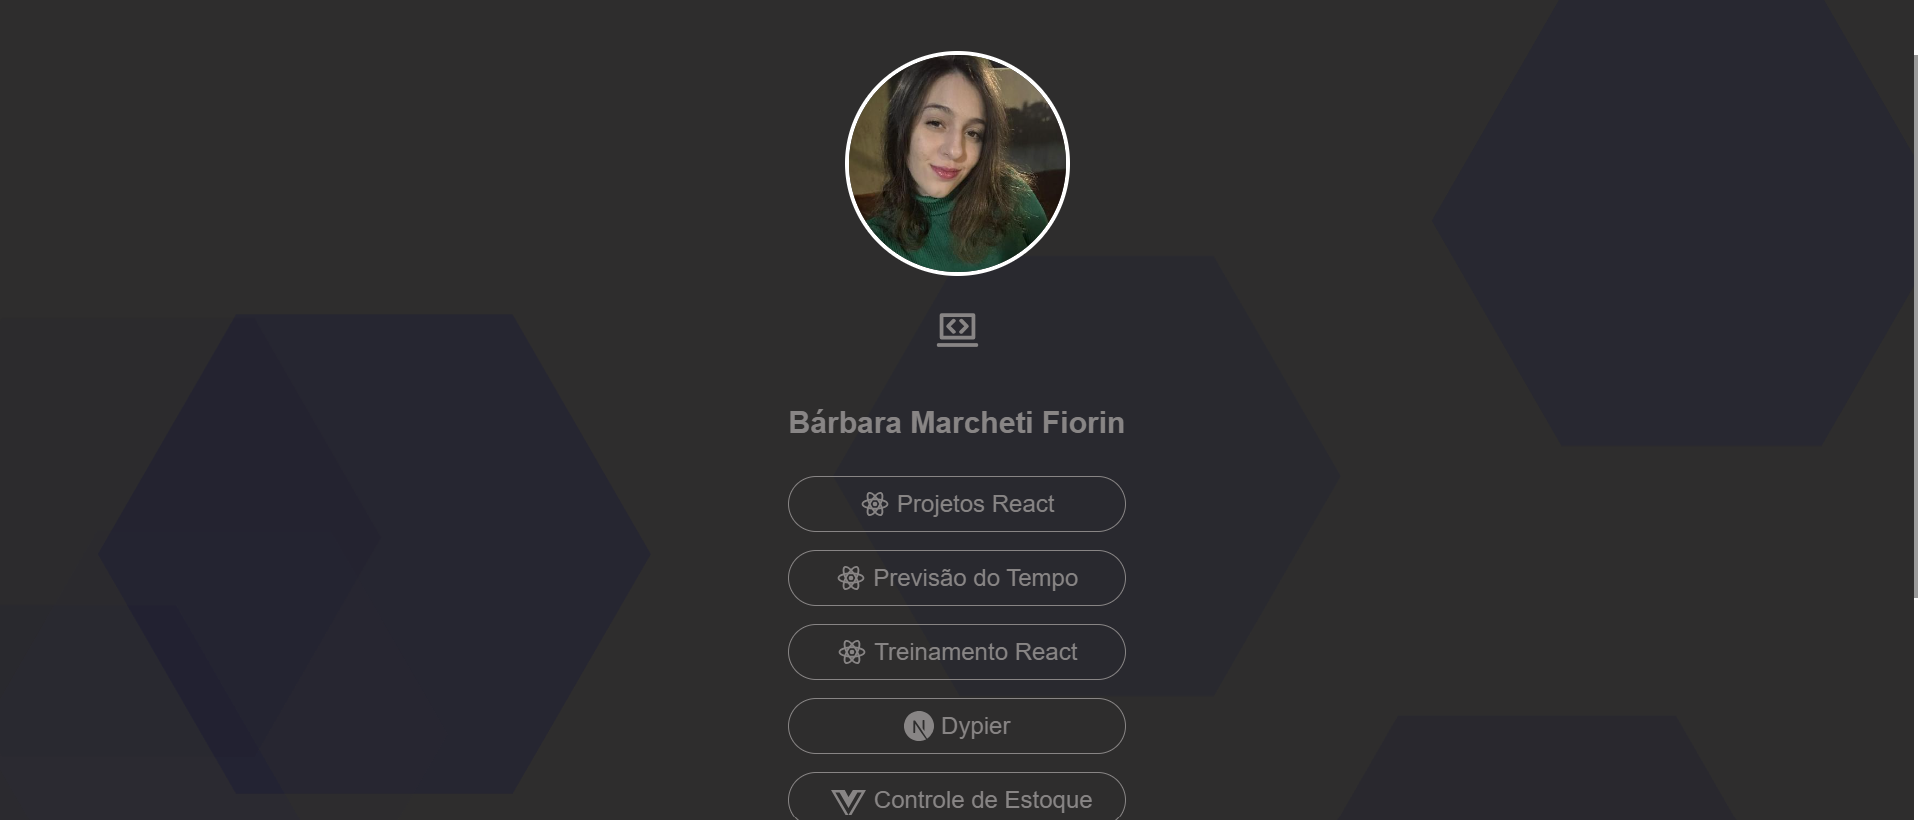 Bárbara Marcheti Fiorin
Projetos React
Previsão do Tempo
Treinamento React
Dypier
Controle de Estoque